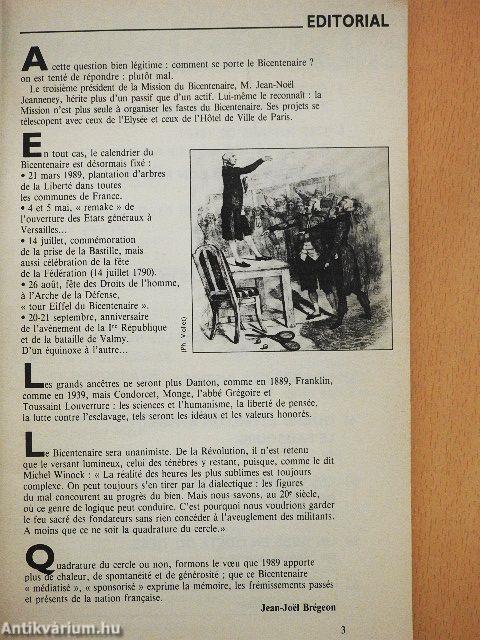 EDITORIAL
A cette question bien légitime : comment se porte le Bicentenaire ?
on est tenté de répondre : plutôt mal.
Le troisième président de la Mission du Bicentenaire, M. Jean-Noël
Jeanneney, hérite plus d'un passif que d'un actif. Lui-même le reconnaît : la
Mission n'est plus seule à organiser les fastes du Bicentenaire. Ses projets se
télescopent avec ceux de l'Elysée et ceux de l'Hôtel de Ville de Paris.
En tout cas, le calendrier du
Bicentenaire est désormais fixé :
• 21 mars 1989, plantation d'arbres
de la Liberté dans toutes
les communes de France.
• 4 et 5 mai, « remake » de
l'ouverture des Etats généraux à
Versailles...
• 14 juillet, commémoration
de la prise de la Bastille, mais
aussi célébration de la fête
de la Fédération (14 juillet 1790).
• 26 août, fête des Droits de l'homme,
à l'Arche de la Défense,
« tour Eiffel du Bicentenaire ».
• 20-21 septembre, anniversaire
de l'avènement de la Ire République
et de la bataille de Valmy.
D'un équinoxe à l'autre...
(Ph. Viollet)
Les grands ancêtres ne seront plus Danton, comme en 1889, Franklin,
comme en 1939, mais Condorcet, Monge, l'abbé Grégoire et
Toussaint Louverture : les sciences et l'humanisme, la liberté de pensée,
la lutte contre l'esclavage, tels seront les idéaux et les valeurs honorés.
Le Bicentenaire sera unanimiste. De la Révolution, il n'est retenu
que le versant lumineux, celui des ténèbres y restant, puisque, comme le dit
Michel Winock : « La réalité des heures les plus sublimes est toujours
complexe. On peut toujours s'en tirer par la dialectique : les figures
du mal concourent au progrès du bien. Mais nous savons, au 20e siècle,
où ce genre de logique peut conduire. C'est pourquoi nous voudrions garder
le feu sacré des fondateurs sans rien concéder à l'aveuglement des militants.
A moins que ce ne soit la quadrature du cercle.»
Quadrature du cercle ou non, formons le vœu que 1989 apporte
plus de chaleur, de spontanéité et de générosité ; que ce Bicentenaire
« médiatisé », « sponsorisé » exprime la mémoire, les frémissements passés
et présents de la nation française.
Jean-Joël Brégeon
3
Antikvárium.hu